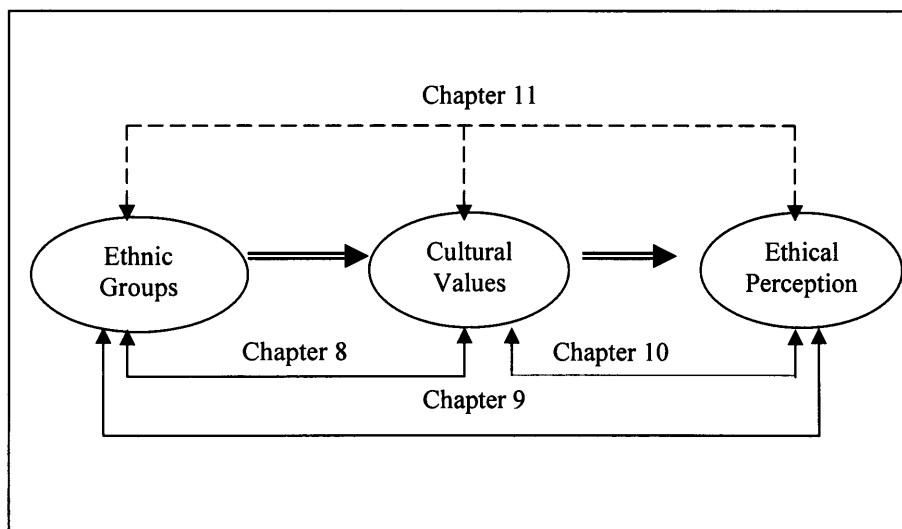 Chapter 11
Ethnic
Groups
Cultural
Values
Ethical
Perception
Chapter 8
Chapter 10
Chapter 9